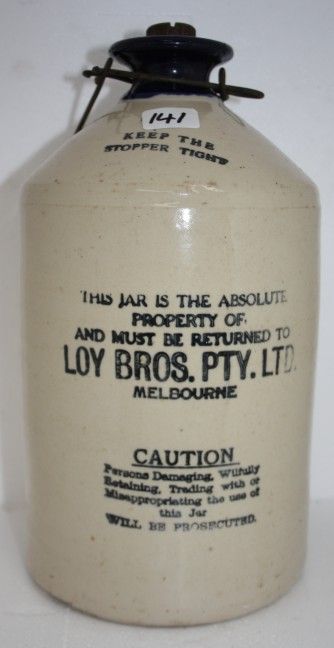 141
KEEP THE
STOPPER TIGHT
THIS JAR IS THE ABSOLUTE
PROPERTY OF.
AND MUST BE RETURNED TO
LOY BROS. PTY. LTD.
MELBOURNE
CAUTION
Persons Damaging, Wilfully
Retaining, Trading with or
Misappropriating the use of
this Jar
WILL BE PROSECUTED.